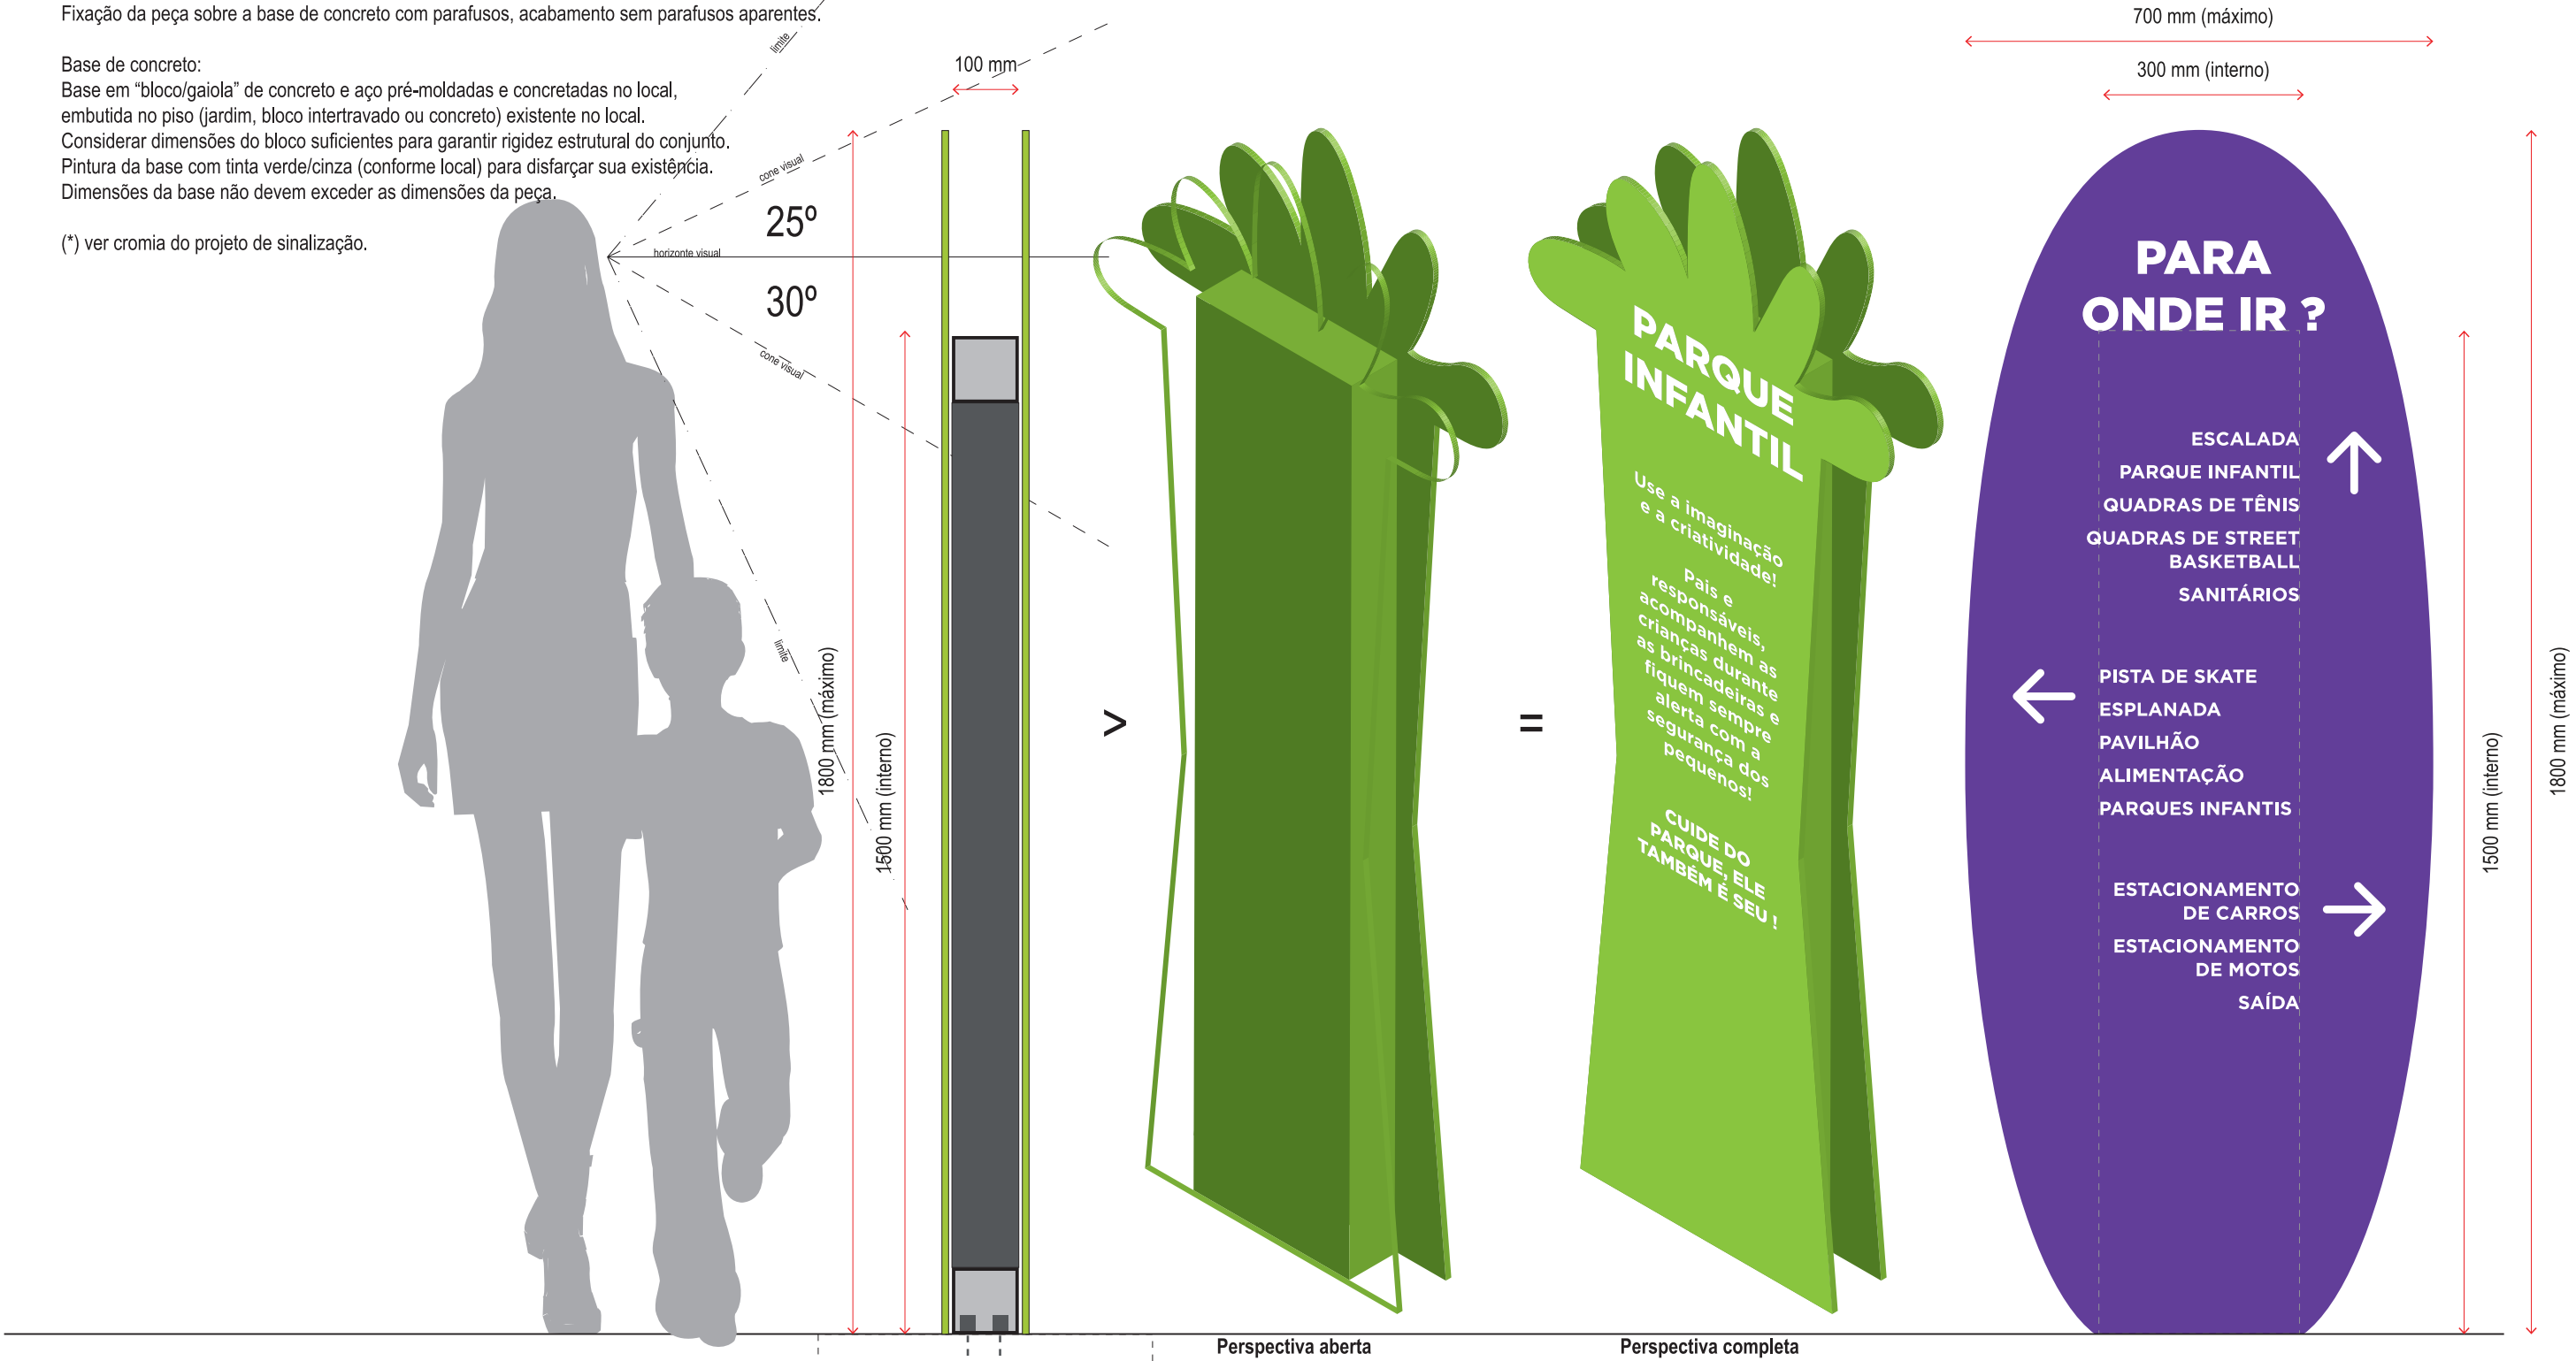 Fixação da peça sobre a base de concreto com parafusos, acabamento sem parafusos aparentes.
Base de concreto:
Base em “bloco/gaiola” de concreto e aço pré-moldadas e concretadas no local,
embutida no piso (jardim, bloco intertravado ou concreto) existente no local.
Considerar dimensões do bloco suficientes para garantir rigidez estrutural do conjunto.
Pintura da base com tinta verde/cinza (conforme local) para disfarçar sua existência.
Dimensões da base não devem exceder as dimensões da peça.
(*) ver cromia do projeto de sinalização.
limite
cone visual
25º
horizonte visual
30º
cone visual
limite
100 mm
1800 mm (máximo)
1500 mm (interno)
>
Perspectiva aberta
=
PARQUE
INFANTIL
Use a imaginação
e a criatividade!
Pais e
responsáveis,
acompanhem as
crianças durante
as brincadeiras e
fiquem sempre
alerta com a
segurança dos
pequenos!
CUIDE DO
PARQUE, ELE
TAMBÉM É SEU !
Perspectiva completa
700 mm (máximo)
300 mm (interno)
PARA
ONDE IR ?
ESCALADA
PARQUE INFANTIL
QUADRAS DE TÊNIS
QUADRAS DE STREET
BASKETBALL
SANITÁRIOS
PISTA DE SKATE
ESPLANADA
PAVILHÃO
ALIMENTAÇÃO
PARQUES INFANTIS
ESTACIONAMENTO
DE CARROS
ESTACIONAMENTO
DE MOTOS
SAÍDA
1500 mm (interno)
1800 mm (máximo)